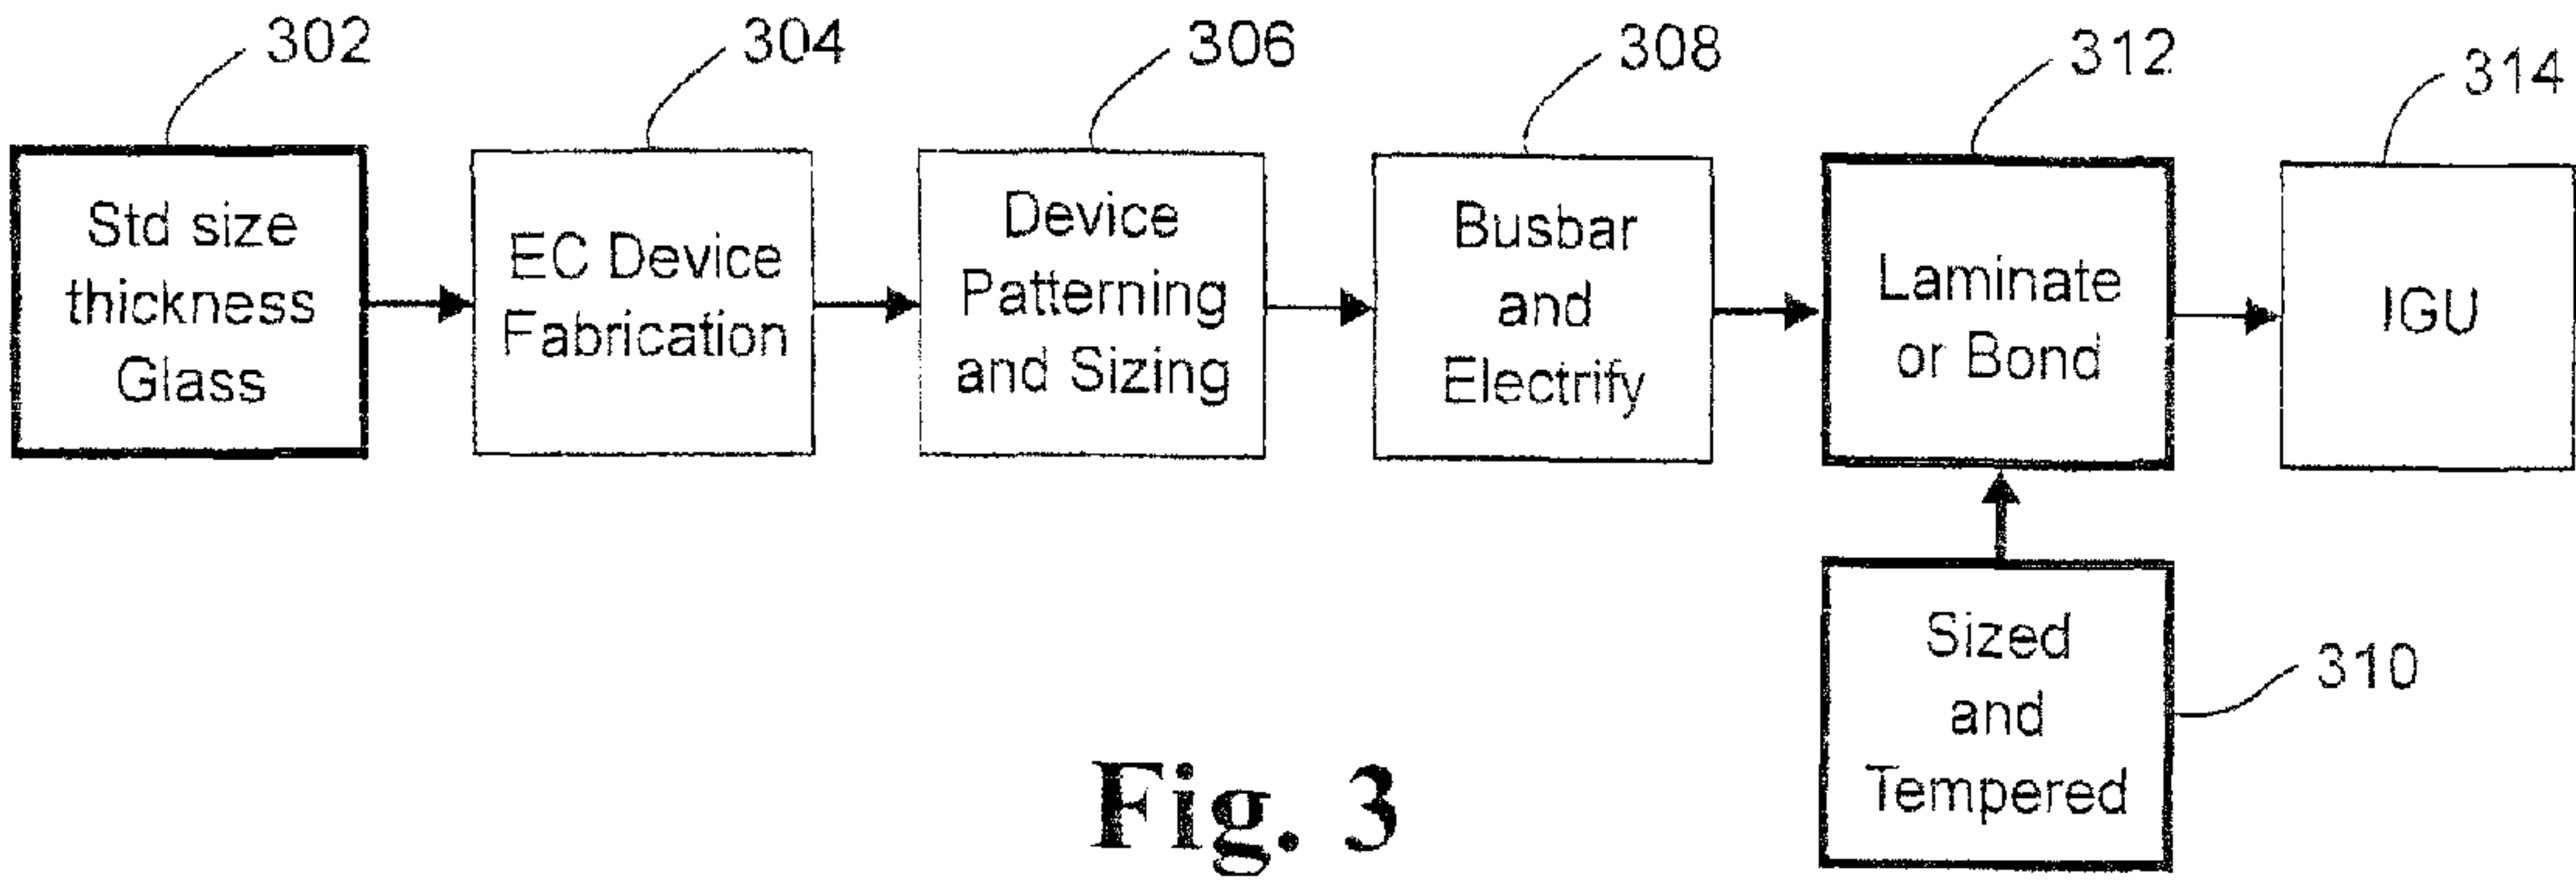 302
304
306
308
312
314
Std size
thickness
Glass
EC Device
Fabrication
Device
Patterning
and Sizing
Busbar
and
Electrify
Laminate
or Bond
IGU
Sized
and
Tempered
310
Fig. 3